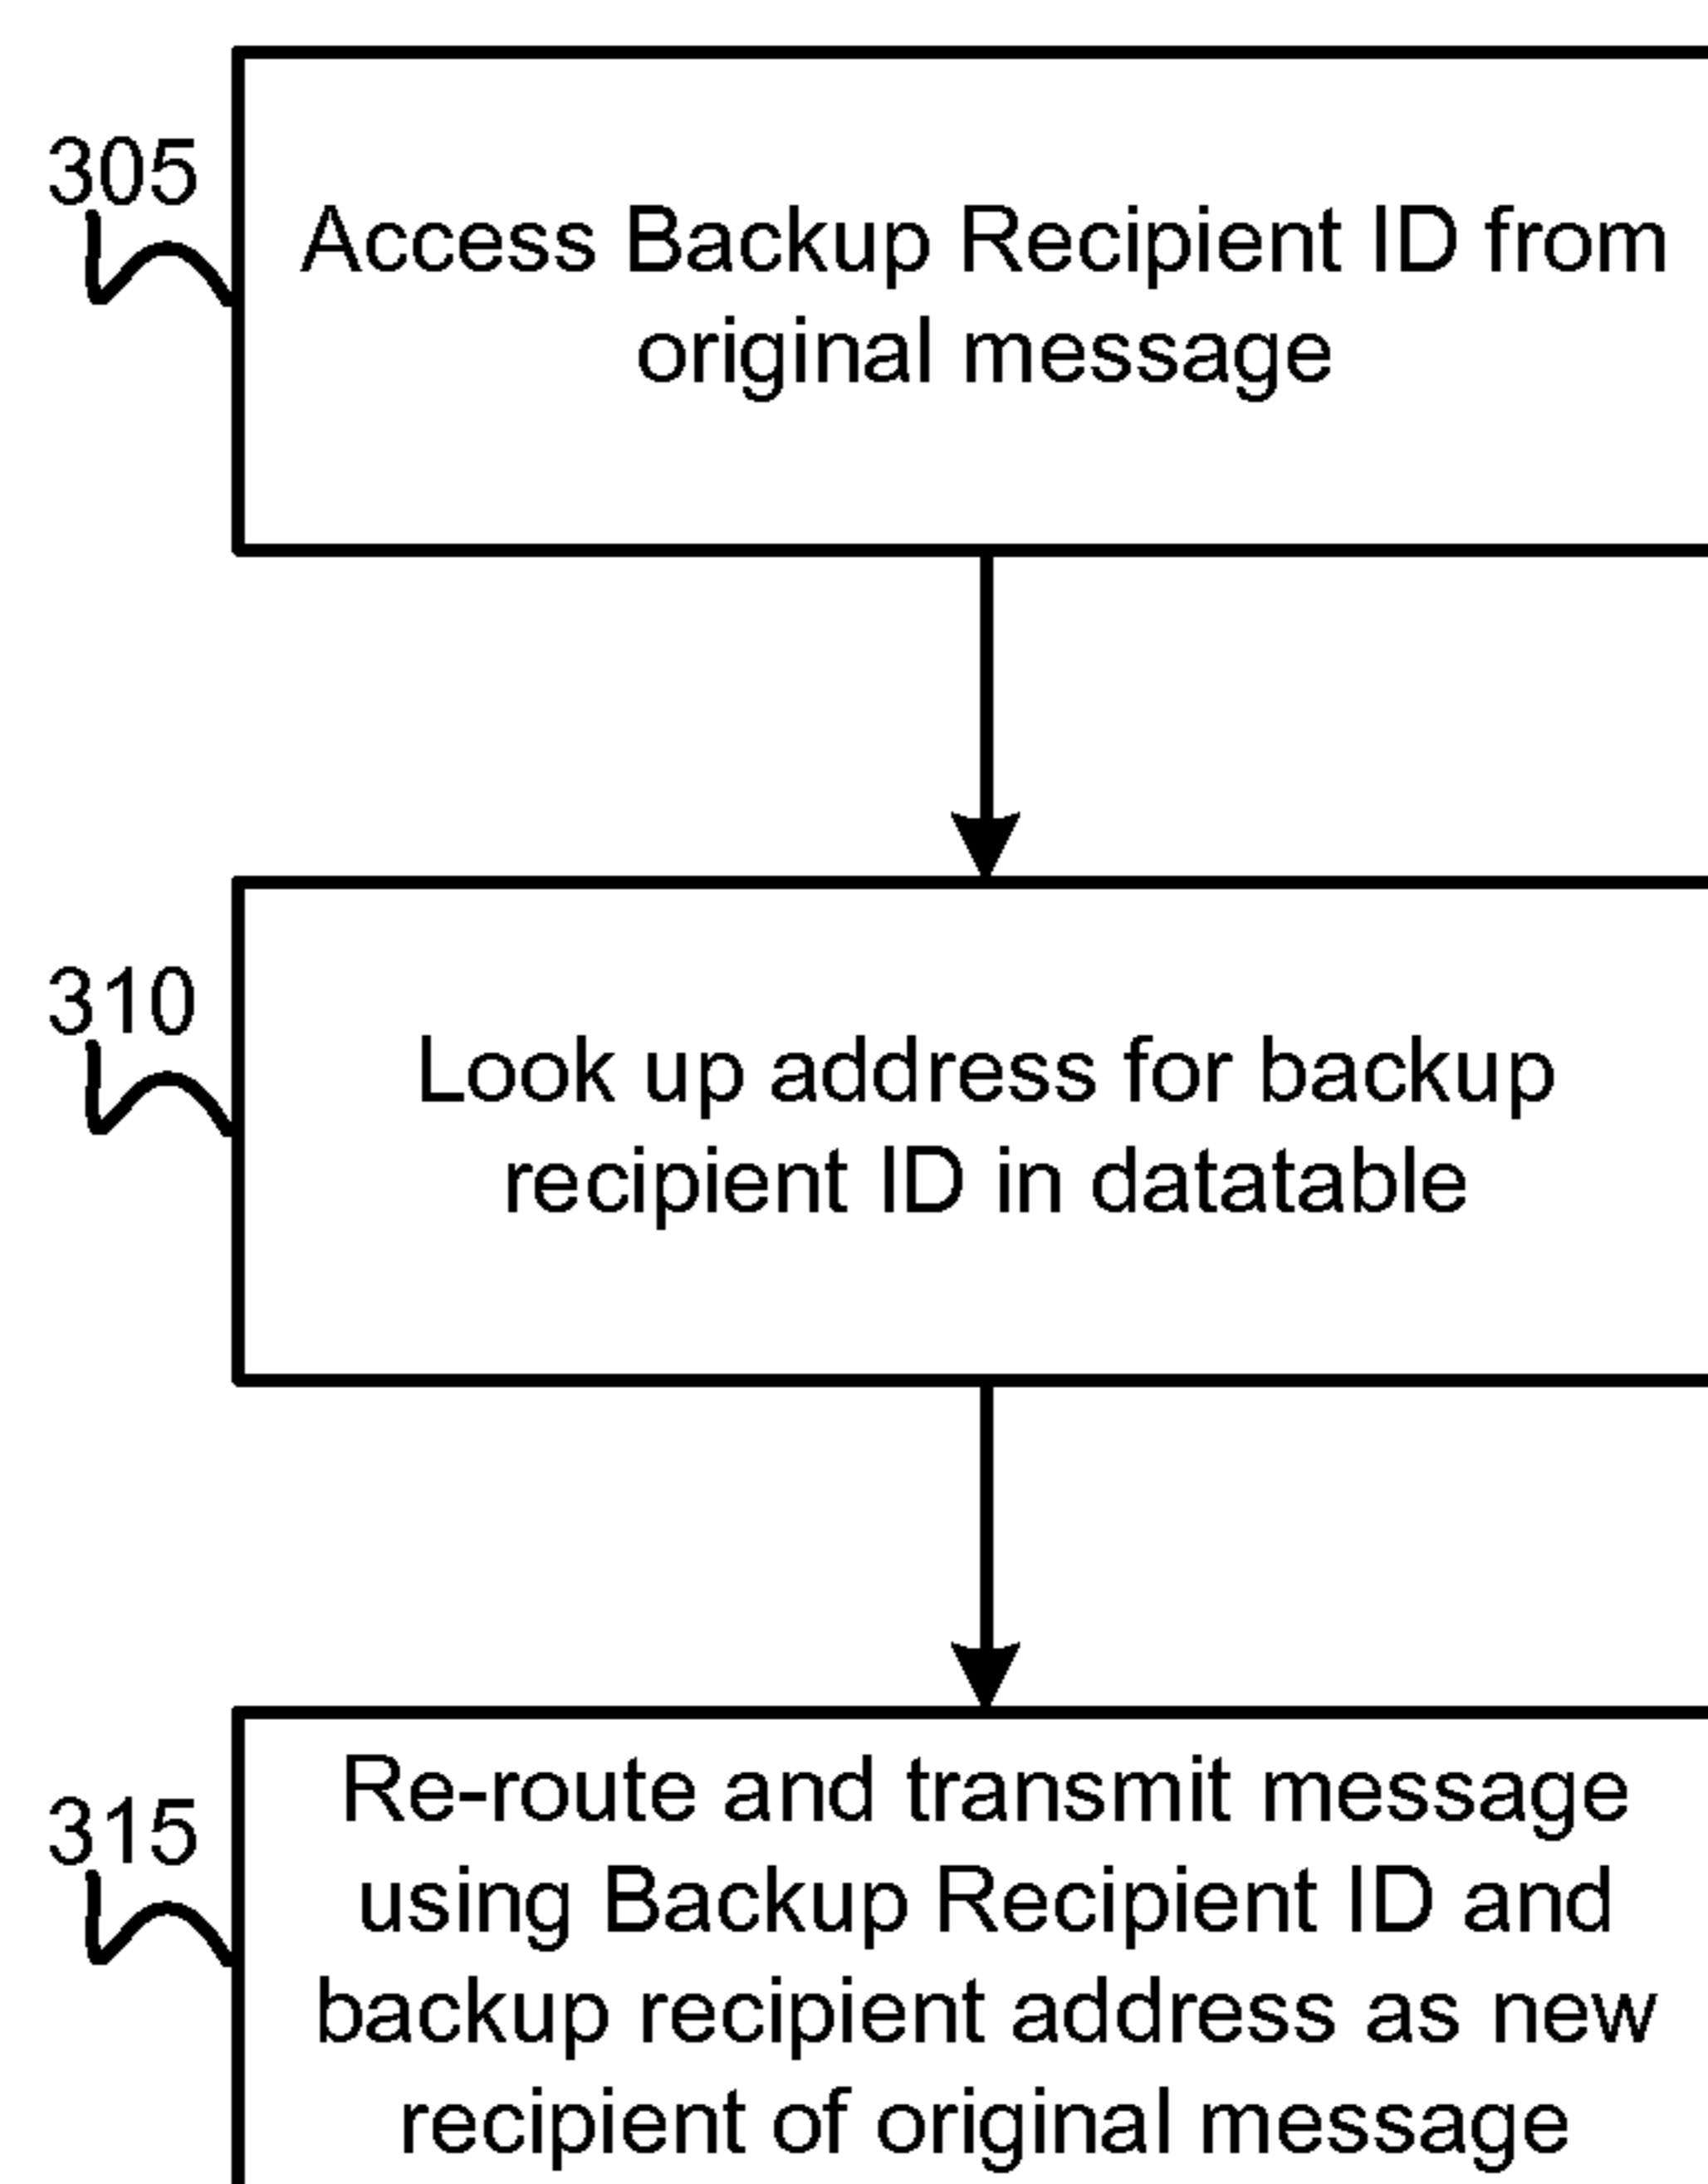 305
Access Backup Recipient ID from
original message
310
Look up address for backup
recipient ID in datatable
315
Re-route and transmit message
using Backup Recipient ID and
backup recipient address as new
recipient of original message